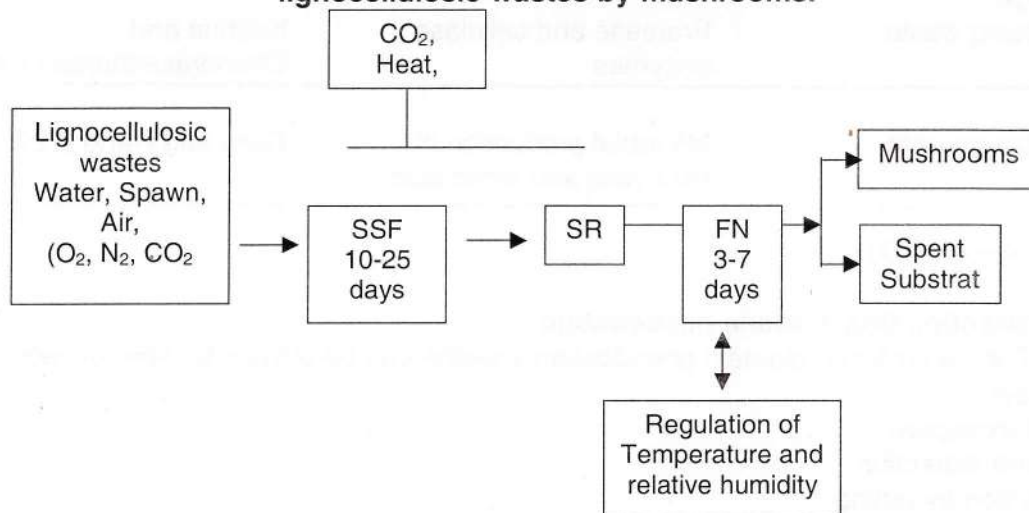 lignocellulosic wastes by mushrooms.
CO₂,
Heat,
Lignocellulosic
wastes
Water, Spawn,
Air,
(O₂, N₂, CO₂
SSF
10-25
days
SR
FN
3-7
days
Mushrooms
Spent
Substrat
Regulation of
Temperature and
relative humidity